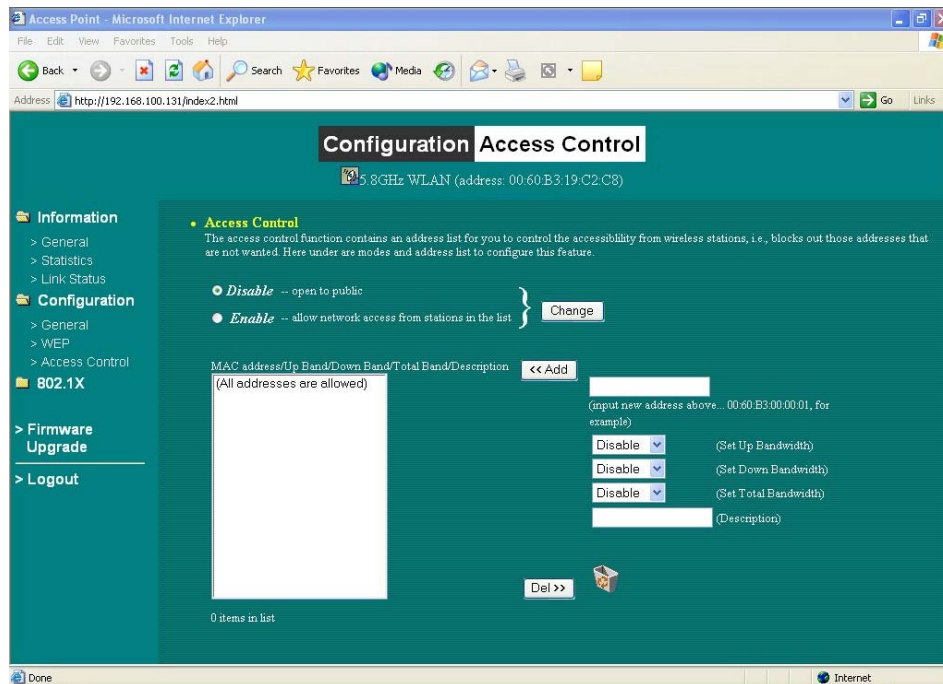 Access Point - Microsoft Internet Explorer
File Edit View Favorites Tools Help
Back Search Favorites Media
Address http://192.168.100.131/index2.html Go Links
Configuration Access Control
5.8GHz WLAN (address: 00:60:B3:19:C2:C8)
Information
> General
> Statistics
> Link Status
Configuration
> General
> WEP
> Access Control
802.1X
> Firmware
Upgrade
> Logout
• Access Control
The access control function contains an address list for you to control the accessiblility from wireless stations, i.e., blocks out those addresses that
are not wanted. Here under are modes and address list to configure this feature.
Disable -- open to public
Enable -- allow network access from stations in the list
} Change
MAC address/Up Band/Down Band/Total Band/Description
<< Add
(All addresses are allowed)
(input new address above... 00:60:B3:00:00:01, for
example)
Disable (Set Up Bandwidth)
Disable (Set Down Bandwidth)
Disable (Set Total Bandwidth)
(Description)
Del >>
0 items in list
Done Internet